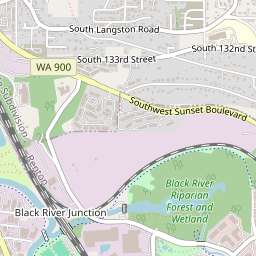 South Langston Road
South 132nd St
South 133rd Street
WA 900
Southwest Sunset Boulevard
Subdivision
Renton
Black River
Riparian
Forest and
Wetland
Black River Junction